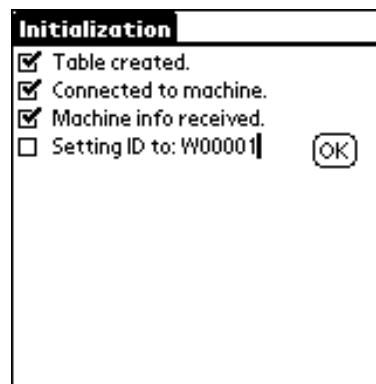 Initialization
Table created.
Connected to machine.
Machine info received.
Setting ID to: W00001
OK